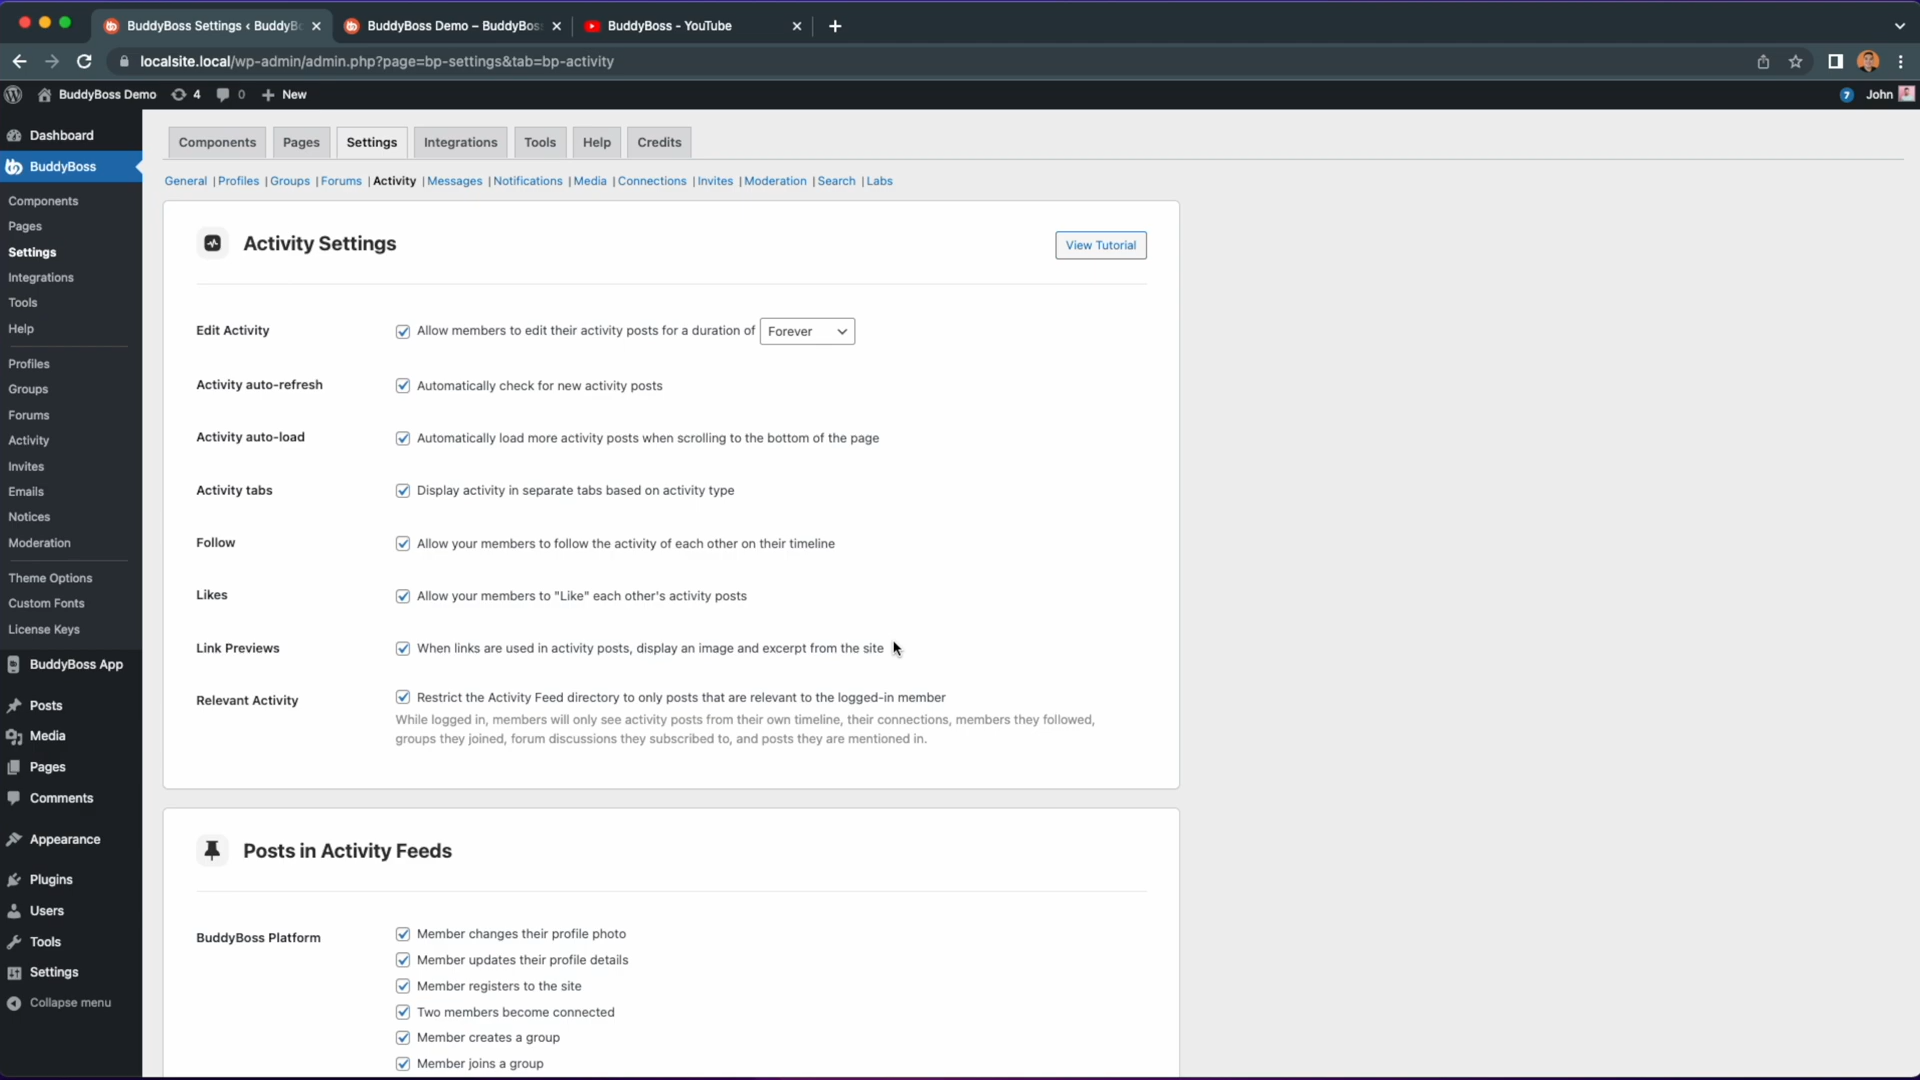 BuddyBoss Settings ‹ BuddyBo
BuddyBoss Demo – BuddyBoss
BuddyBoss - YouTube
localsite.local/wp-admin/admin.php?page=bp-settings&tab=bp-activity
BuddyBoss Demo
4
0
New
7
John
Dashboard
BuddyBoss
Components
Pages
Settings
Integrations
Tools
Help
Profiles
Groups
Forums
Activity
Invites
Emails
Notices
Moderation
Theme Options
Custom Fonts
License Keys
BuddyBoss App
Posts
Media
Pages
Comments
Appearance
Plugins
Users
Tools
Settings
Collapse menu
Components
Pages
Settings
Integrations
Tools
Help
Credits
General | Profiles | Groups | Forums | Activity | Messages | Notifications | Media | Connections | Invites | Moderation | Search | Labs
Activity Settings
View Tutorial
Edit Activity
Allow members to edit their activity posts for a duration of Forever
Activity auto-refresh
Automatically check for new activity posts
Activity auto-load
Automatically load more activity posts when scrolling to the bottom of the page
Activity tabs
Display activity in separate tabs based on activity type
Follow
Allow your members to follow the activity of each other on their timeline
Likes
Allow your members to "Like" each other's activity posts
Link Previews
When links are used in activity posts, display an image and excerpt from the site
Relevant Activity
Restrict the Activity Feed directory to only posts that are relevant to the logged-in member
While logged in, members will only see activity posts from their own timeline, their connections, members they followed,
groups they joined, forum discussions they subscribed to, and posts they are mentioned in.
Posts in Activity Feeds
BuddyBoss Platform
Member changes their profile photo
Member updates their profile details
Member registers to the site
Two members become connected
Member creates a group
Member joins a group